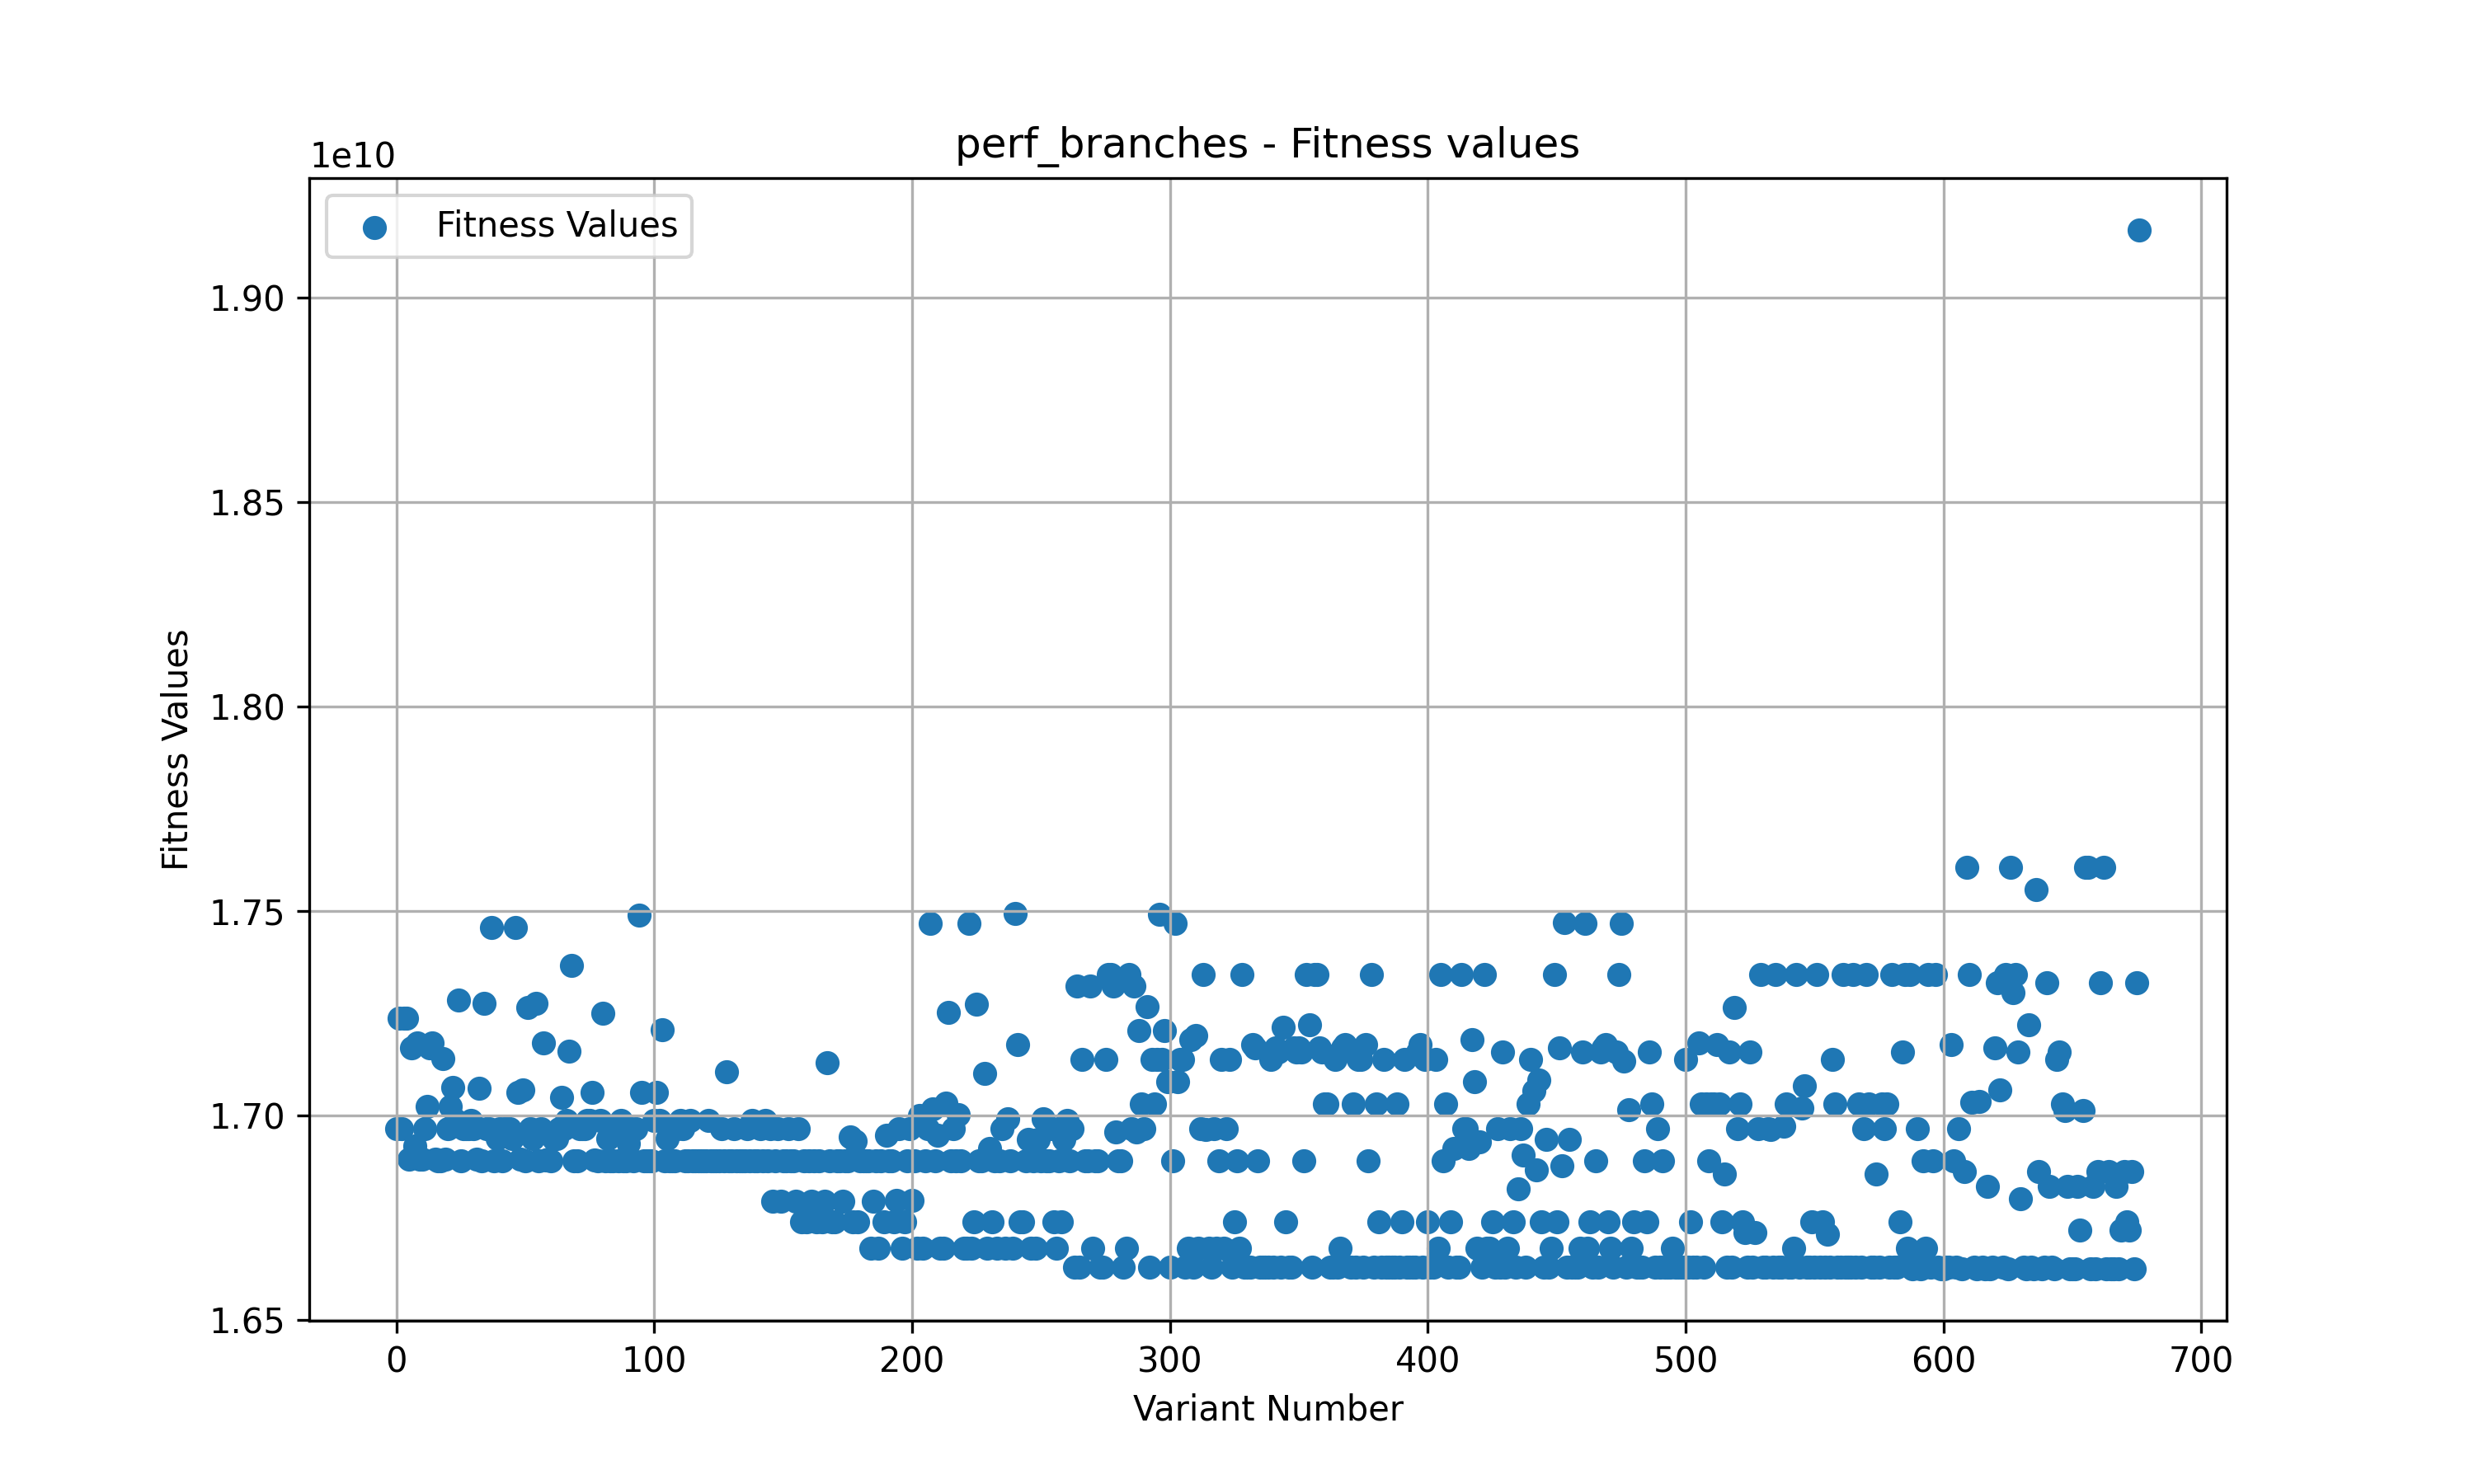 perf_branches - Fitness values
1e10
Fitness Values
1.90
1.85
1.80
1.75
1.70
1.65
Fitness Values
0 100 200 300 400 500 600 700
Variant Number